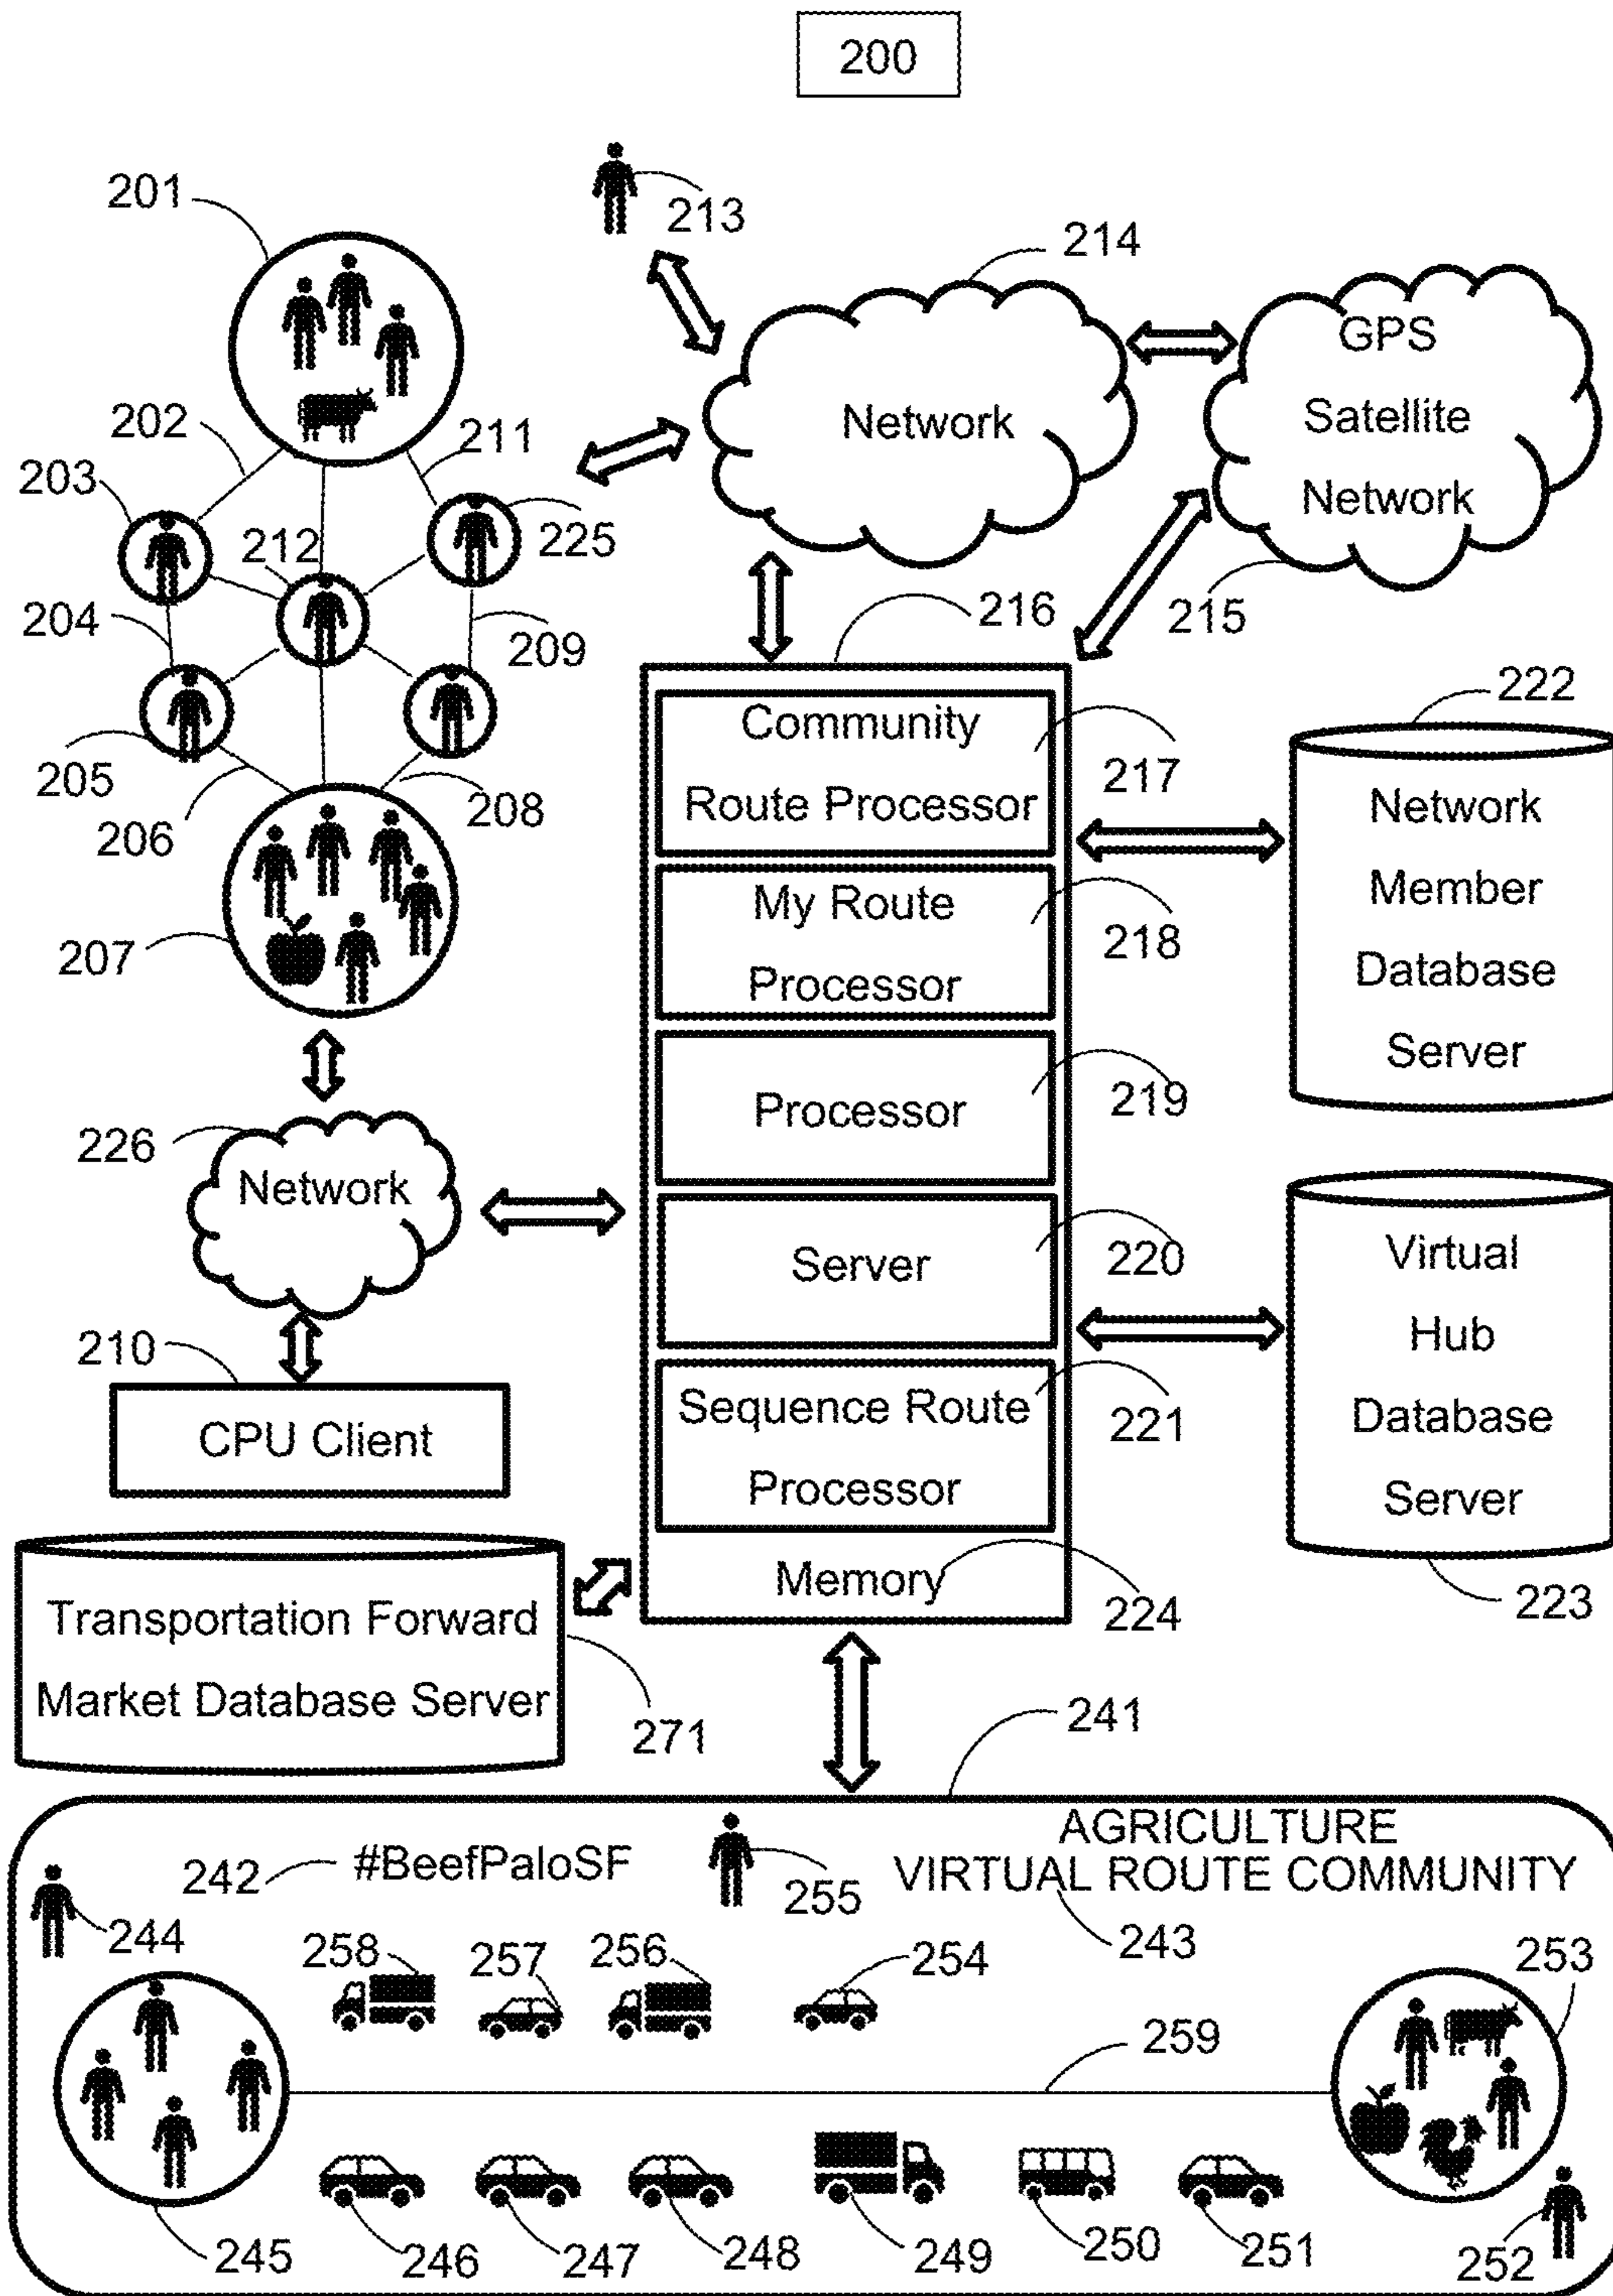 200
201
213
214
GPS
Satellite
Network
Network
202
211
203
212
225
204
209
216
215
205
206
208
207
Community
Route Processor
217
222
Network
Member
Database
Server
My Route
Processor
218
Processor
219
226
Network
Server
220
Virtual
Hub
Database
Server
210
CPU Client
Sequence Route
Processor
221
Memory
224
223
Transportation Forward
Market Database Server
271
241
242
#BeefPaloSF
255
AGRICULTURE
VIRTUAL ROUTE COMMUNITY
244
243
258
257
256
254
253
259
245
246
247
248
249
250
251
252